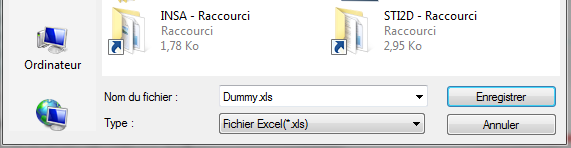 INSA - Raccourci
Raccourci
1,78 Ko
STI2D - Raccourci
Raccourci
2,95 Ko
Ordinateur
Nom du fichier :
Dummy.xls
Enregistrer
Type :
Fichier Excel(*.xls)
Annuler